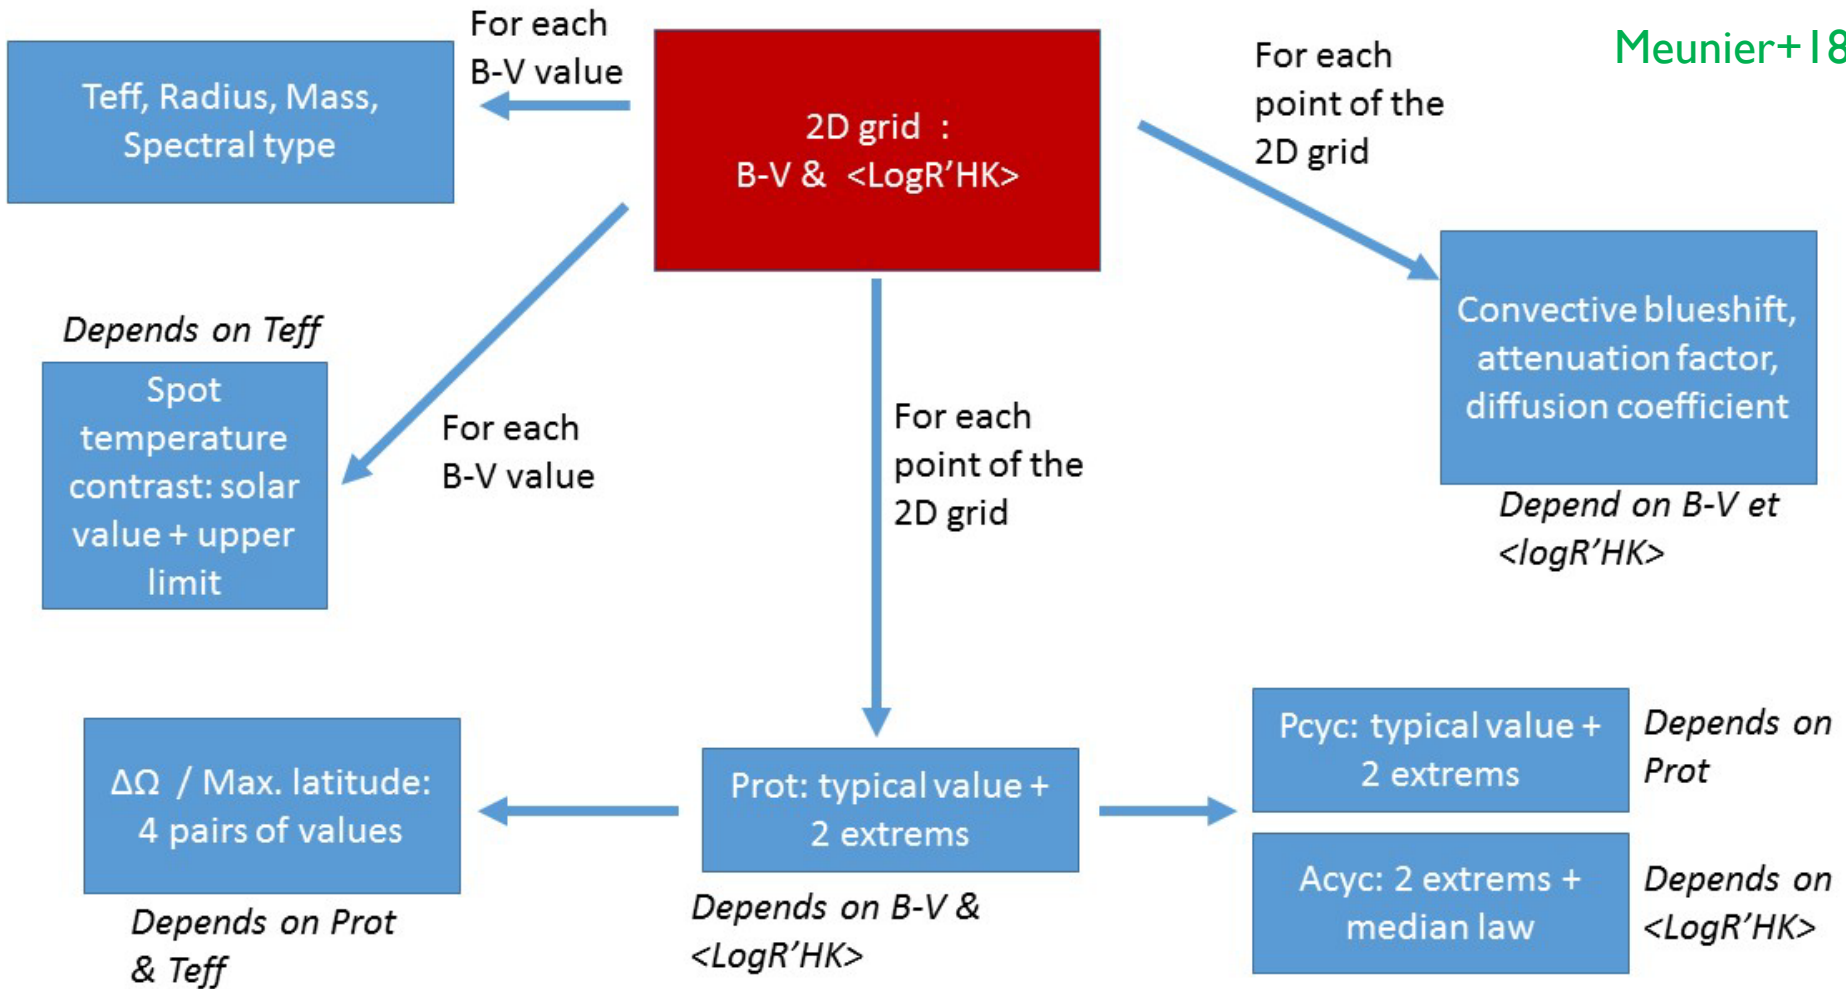 For each
B-V value
Teff, Radius, Mass,
Spectral type
2D grid :
B-V & <LogR'HK>
For each
point of the
2D grid
Meunier+18
Depends on Teff
Spot
temperature
contrast: solar
value + upper
limit
For each
B-V value
For each
point of the
2D grid
Convective blueshift,
attenuation factor,
diffusion coefficient
Depend on B-V et
<logR'HK>
ΔΩ / Max. latitude:
4 pairs of values
Depends on Prot
& Teff
Prot: typical value +
2 extrems
Depends on B-V &
<LogR'HK>
Pcyc: typical value +
2 extrems
Depends on
Prot
Acyc: 2 extrems +
median law
Depends on
<LogR'HK>